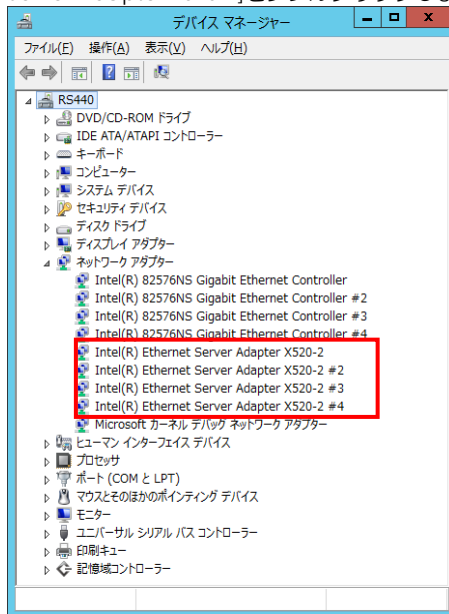 デバイス マネージャー
ファイル(F) 操作(A) 表示(V) ヘルプ(H)
RS440
DVD/CD-ROM ドライブ
IDE ATA/ATAPI コントローラー
キーボード
コンピューター
システム デバイス
セキュリティ デバイス
ディスク ドライブ
ディスプレイ アダプター
ネットワーク アダプター
Intel(R) 82576NS Gigabit Ethernet Controller
Intel(R) 82576NS Gigabit Ethernet Controller #2
Intel(R) 82576NS Gigabit Ethernet Controller #3
Intel(R) 82576NS Gigabit Ethernet Controller #4
Intel(R) Ethernet Server Adapter X520-2
Intel(R) Ethernet Server Adapter X520-2 #2
Intel(R) Ethernet Server Adapter X520-2 #3
Intel(R) Ethernet Server Adapter X520-2 #4
Microsoft カーネル デバッグ ネットワーク アダプター
ヒューマン インターフェイス デバイス
プロセッサ
ポート (COM と LPT)
マウスとそのほかのポインティング デバイス
モニター
ユニバーサル シリアル バス コントローラー
印刷キュー
記憶域コントローラー